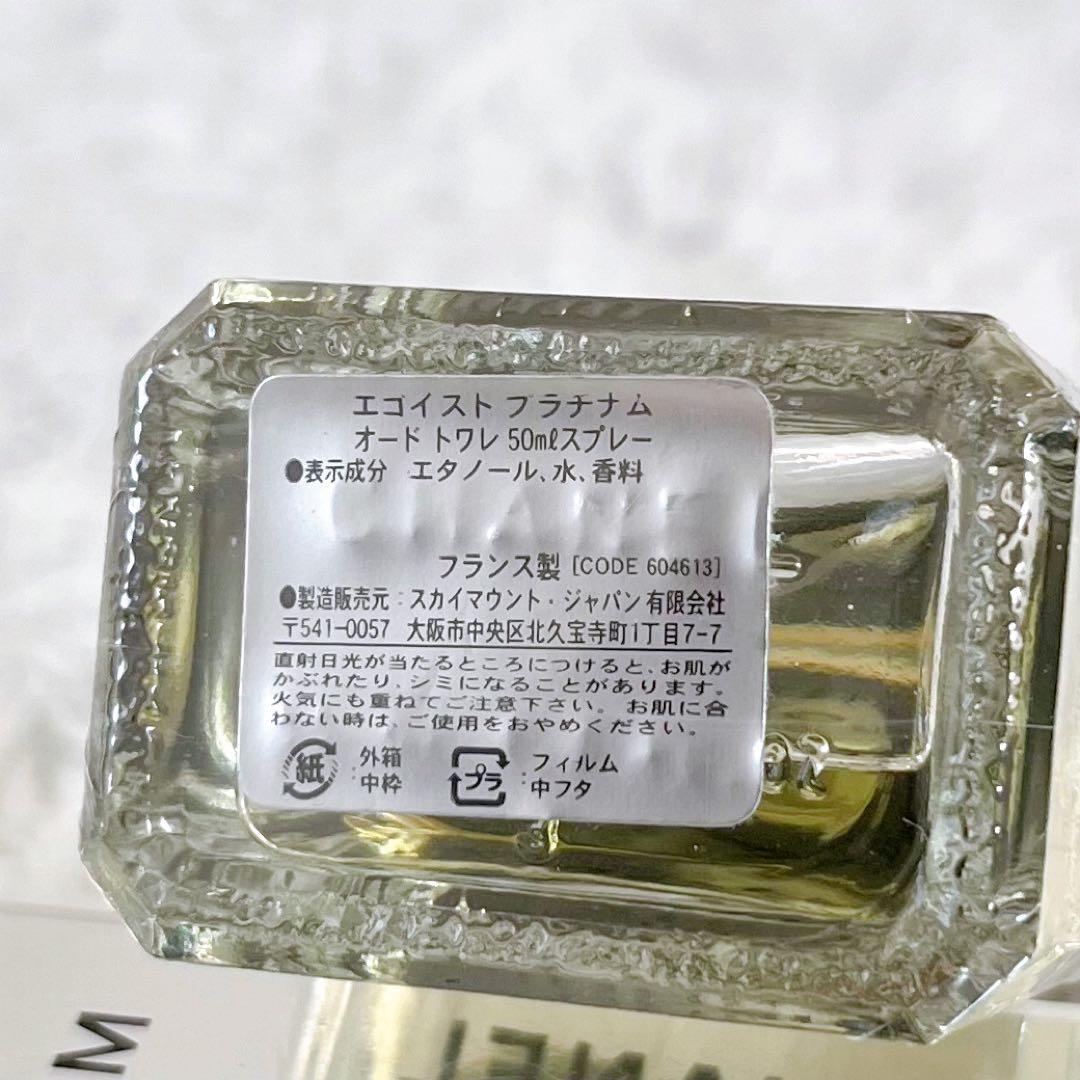 エゴイスト プラチナム
オード トワレ 50mℓスプレー
●表示成分 エタノール、水、香料
フランス製 [CODE 604613]
●製造販売元：スカイマウント・ジャパン有限会社
〒541-0057 大阪市中央区北久宝寺町1丁目7-7
直射日光が当たるところにつけると、お肌が
かぶれたり、シミになることがあります。
火気にも重ねてご注意下さい。 お肌に合
わない時は、ご使用をおやめください。
紙 外箱 プラ フィルム
:中枠 :中フタ
M